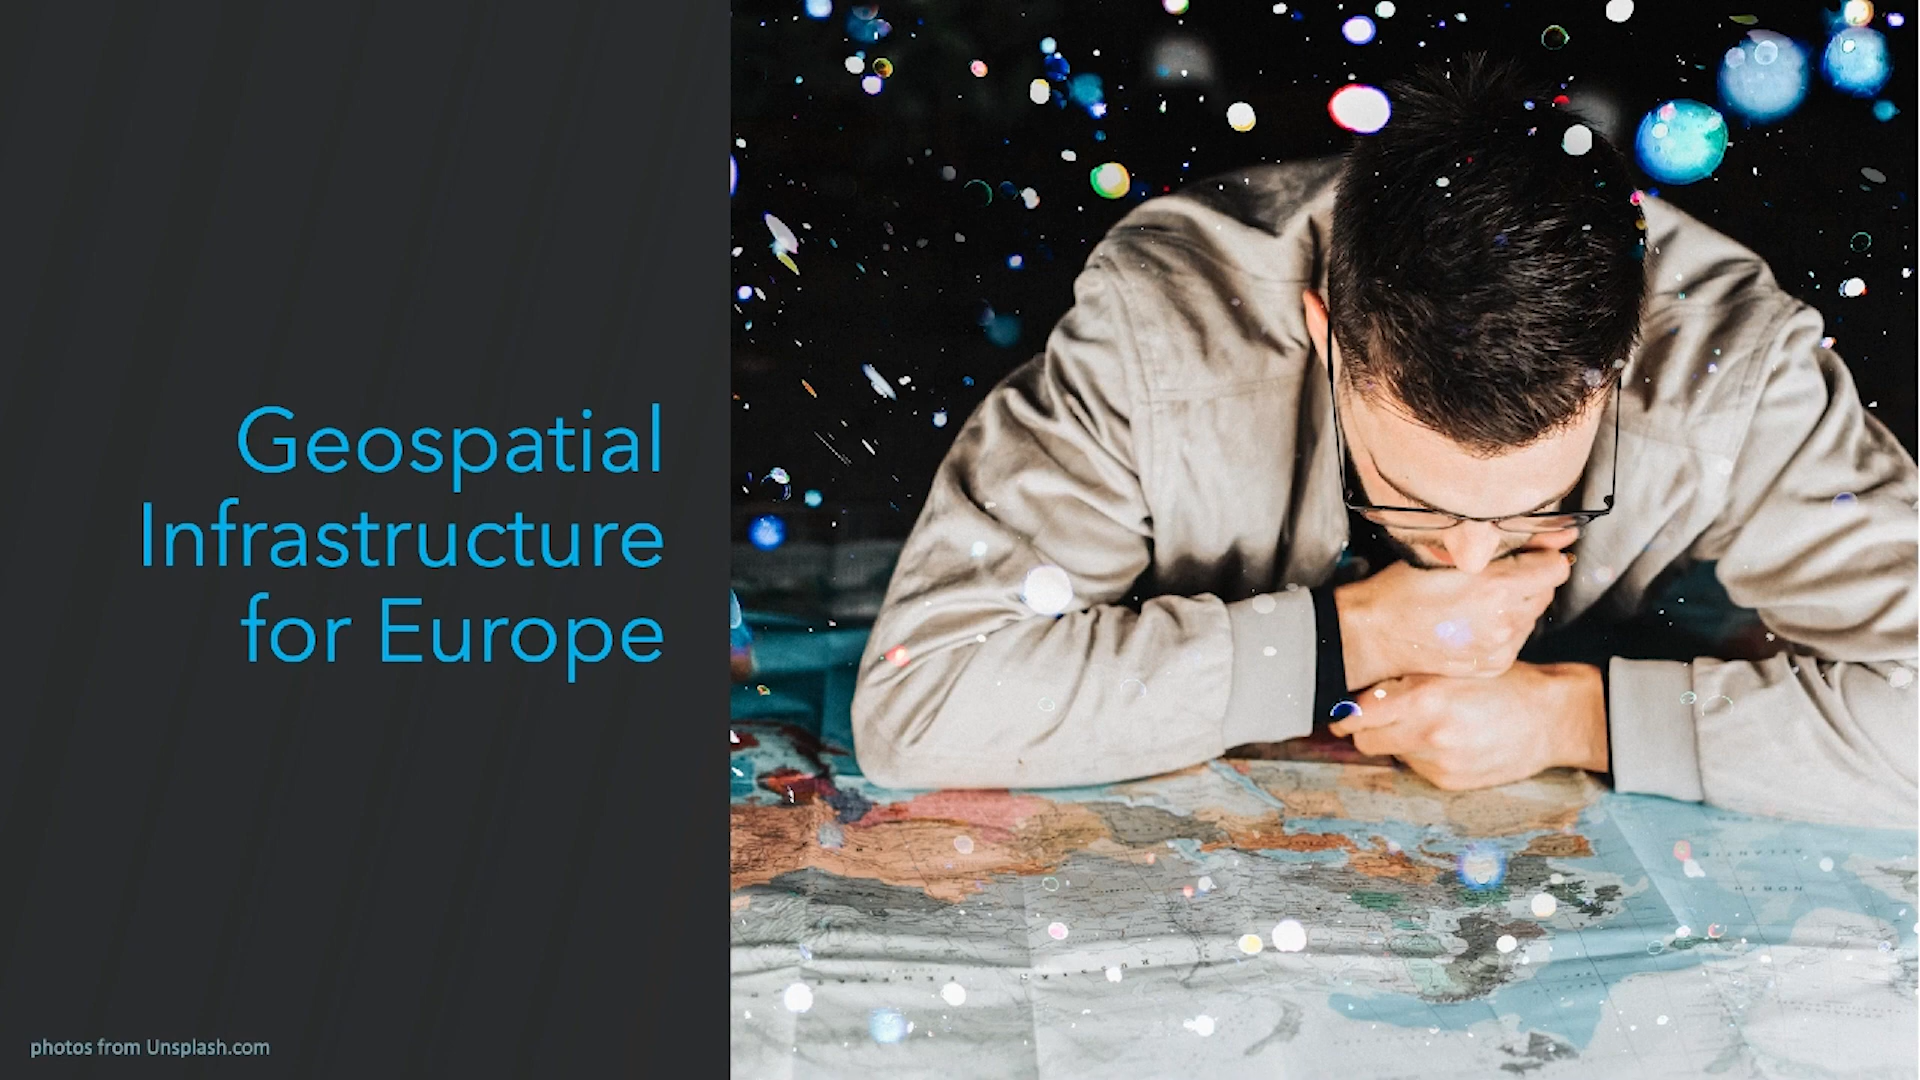 Geospatial
Infrastructure
for Europe
photos from Unsplash.com